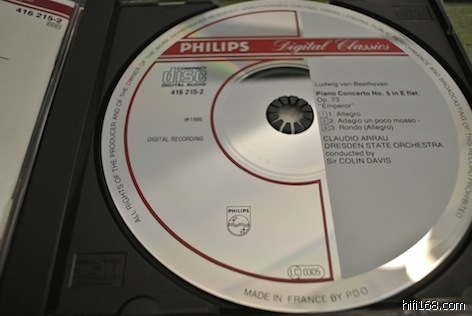 416 215-2
PHILIPS
Digital Classics
COMPACT
disc
DIGITAL AUDIO
416 215-2
Ludwig van Beethoven
Piano Concerto No. 5 in E flat,
Op. 73
"Emperor"
1. Allegro
2. Adagio un poco mosso -
3. Rondo (Allegro)
CLAUDIO ARRAU
DRESDEN STATE ORCHESTRA
conducted by
Sir COLIN DAVIS
DIGITAL RECORDING
PHILIPS
LC 0305
MADE IN FRANCE BY PDO
ALL RIGHTS OF THE PRODUCER AND OF THE OWNER OF THE WORK
hifi168.com